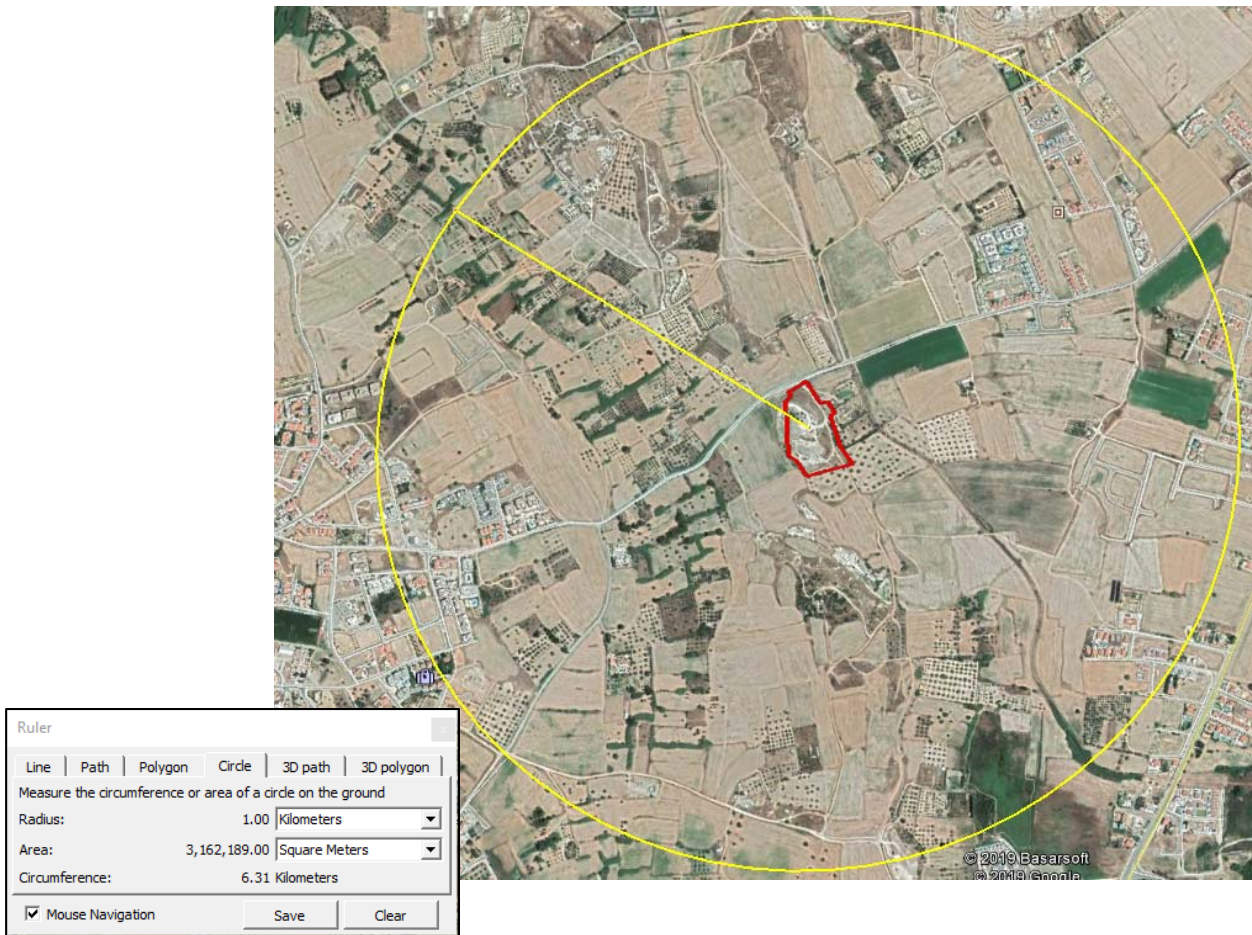 © 2019 Basarsoft
© 2019 Google
Ruler
Line Path Polygon Circle 3D path 3D polygon
Measure the circumference or area of a circle on the ground
Radius: 1.00 Kilometers
Area: 3,162,189.00 Square Meters
Circumference: 6.31 Kilometers
Mouse Navigation Save Clear